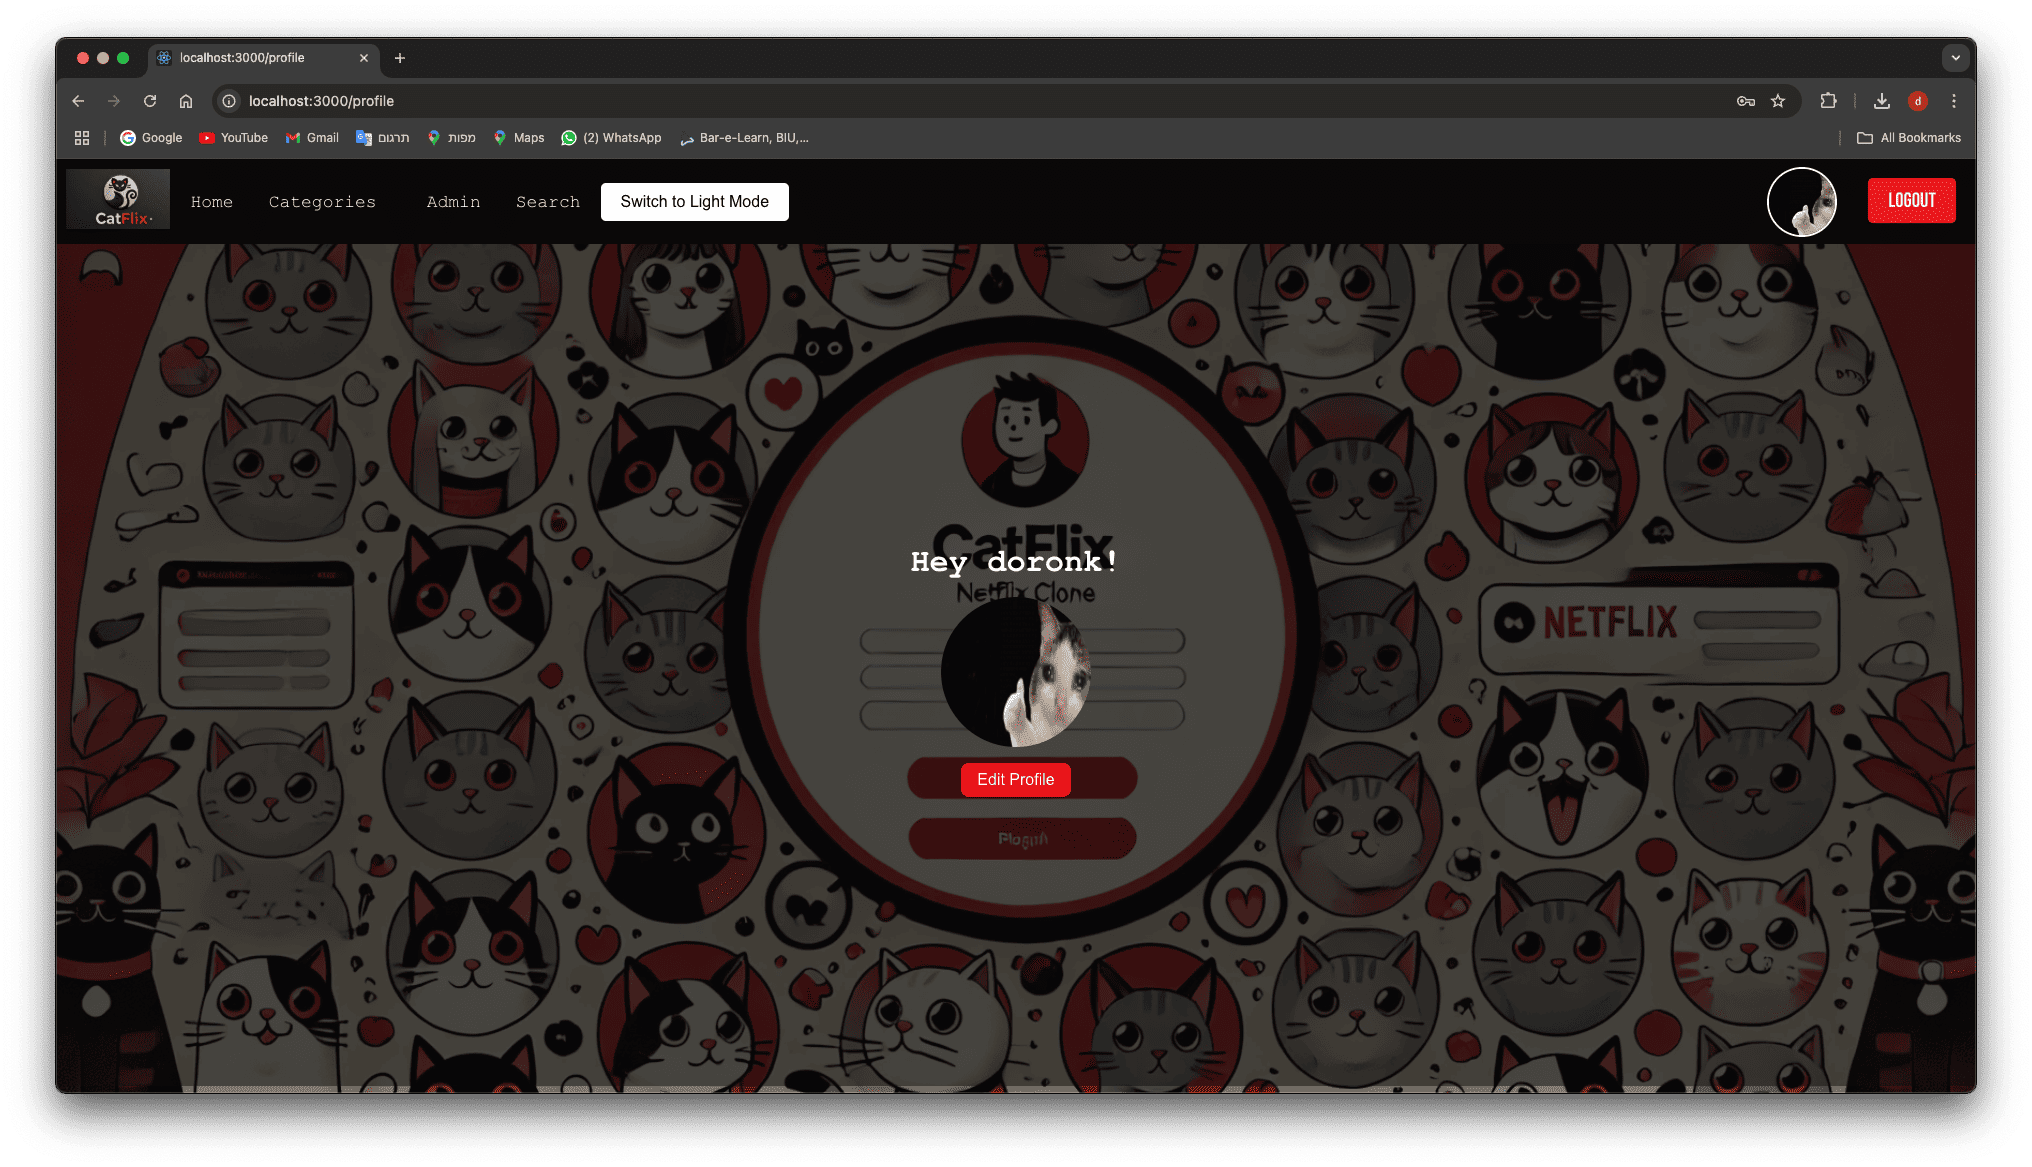 localhost:3000/profile
localhost:3000/profile
d
Google
YouTube
Gmail
תרגום
מפות
Maps
(2) WhatsApp
Bar-e-Learn, BIU,...
All Bookmarks
CatFlix
Home
Categories
Admin
Search
Switch to Light Mode
LOGOUT
CatFlix
Hey doronk!
Netflix Clone
NETFLIX
Edit Profile